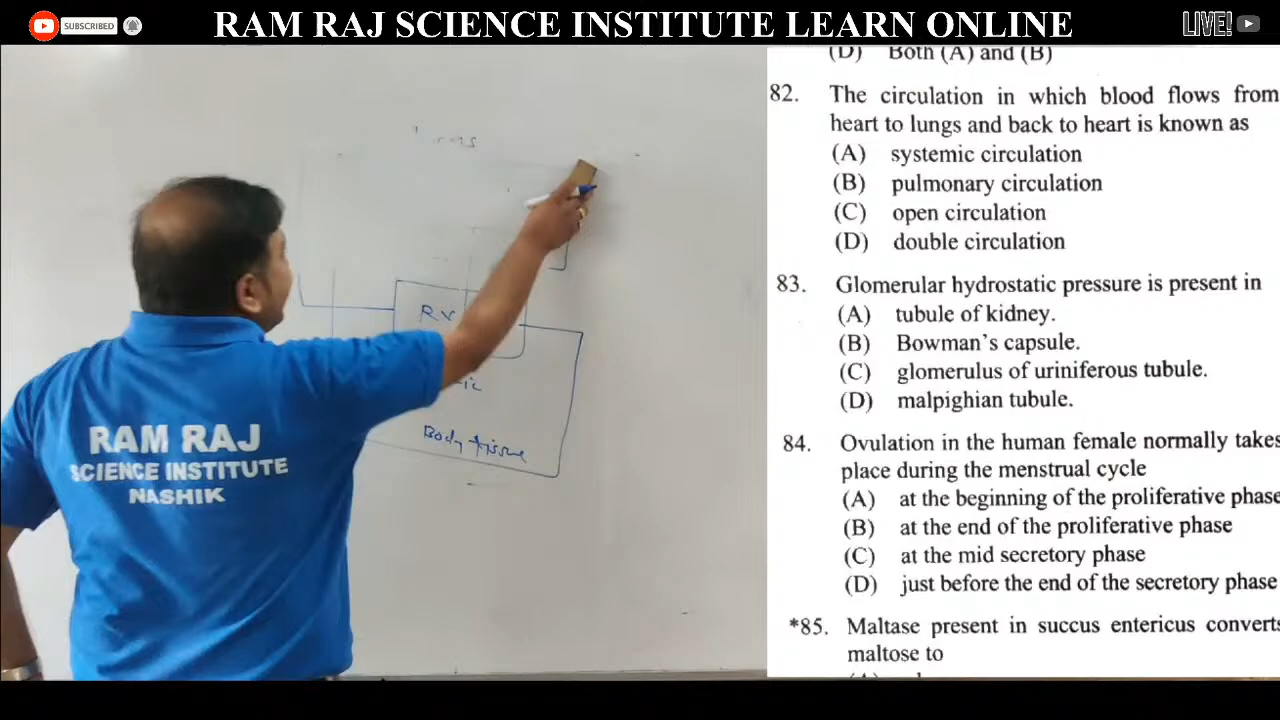 SUBSCRIBED
RAM RAJ SCIENCE INSTITUTE LEARN ONLINE
LIVE!
RV
Body tissue
RAM RAJ
SCIENCE INSTITUTE
NASHIK
(D) Both (A) and (B)
82. The circulation in which blood flows from
heart to lungs and back to heart is known as
(A) systemic circulation
(B) pulmonary circulation
(C) open circulation
(D) double circulation
83. Glomerular hydrostatic pressure is present in
(A) tubule of kidney.
(B) Bowman's capsule.
(C) glomerulus of uriniferous tubule.
(D) malpighian tubule.
84. Ovulation in the human female normally takes
place during the menstrual cycle
(A) at the beginning of the proliferative phase
(B) at the end of the proliferative phase
(C) at the mid secretory phase
(D) just before the end of the secretory phase
*85. Maltase present in succus entericus converts
maltose to